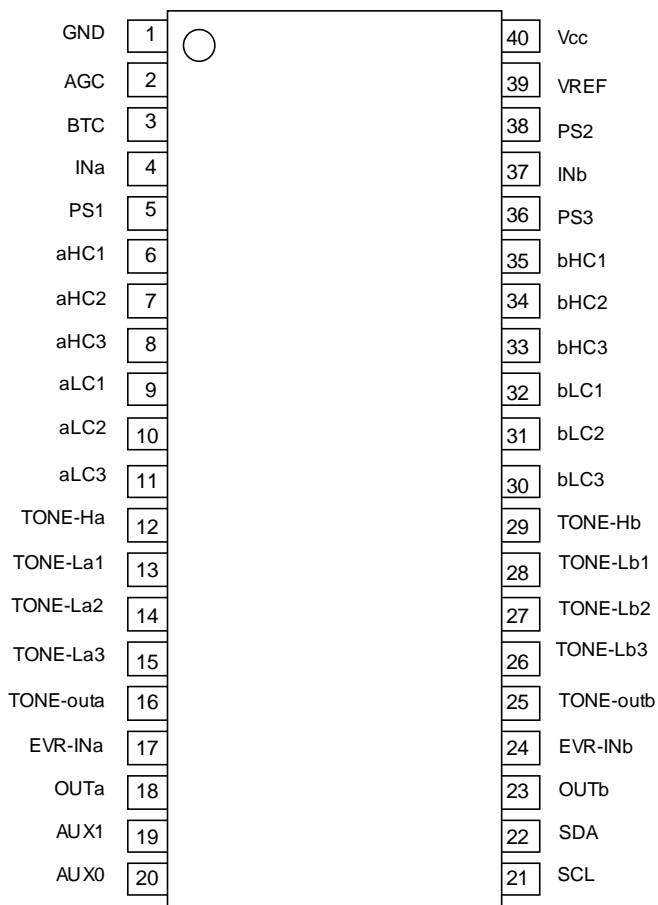 GND 1 40 Vcc
AGC 2 39 VREF
BTC 3 38 PS2
INa 4 37 INb
PS1 5 36 PS3
aHC1 6 35 bHC1
aHC2 7 34 bHC2
aHC3 8 33 bHC3
aLC1 9 32 bLC1
aLC2 10 31 bLC2
aLC3 11 30 bLC3
TONE-Ha 12 29 TONE-Hb
TONE-La1 13 28 TONE-Lb1
TONE-La2 14 27 TONE-Lb2
TONE-La3 15 26 TONE-Lb3
TONE-outa 16 25 TONE-outb
EVR-INa 17 24 EVR-INb
OUTa 18 23 OUTb
AUX1 19 22 SDA
AUX0 20 21 SCL